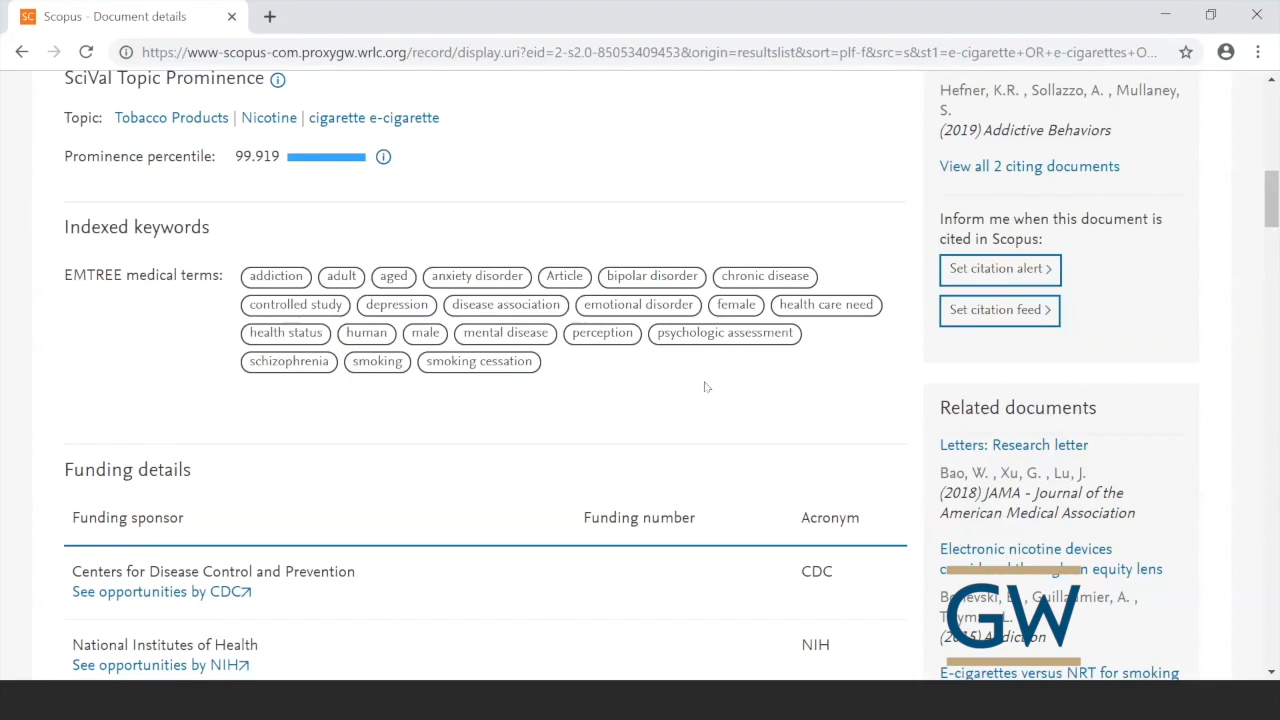 SC Scopus - Document details
https://www-scopus-com.proxygw.wrlc.org/record/display.uri?eid=2-s2.0-85053409453&origin=resultslist&sort=plf-f&src=s&st1=e-cigarette+OR+e-cigarettes+O...
SciVal Topic Prominence
Topic: Tobacco Products | Nicotine | cigarette e-cigarette
Prominence percentile: 99.919
Indexed keywords
EMTREE medical terms: addiction adult aged anxiety disorder Article bipolar disorder chronic disease
controlled study depression disease association emotional disorder female health care need
health status human male mental disease perception psychologic assessment
schizophrenia smoking smoking cessation
Funding details
Funding sponsor Funding number Acronym
Centers for Disease Control and Prevention CDC
See opportunities by CDC
National Institutes of Health NIH
See opportunities by NIH
Hefner, K.R. , Sollazzo, A. , Mullaney,
S.
(2019) Addictive Behaviors
View all 2 citing documents
Inform me when this document is
cited in Scopus:
Set citation alert >
Set citation feed >
Related documents
Letters: Research letter
Bao, W. , Xu, G. , Lu, J.
(2018) JAMA - Journal of the
American Medical Association
Electronic nicotine devices
equity lens
(2015) Addiction
E-cigarettes versus NRT for smoking
GW